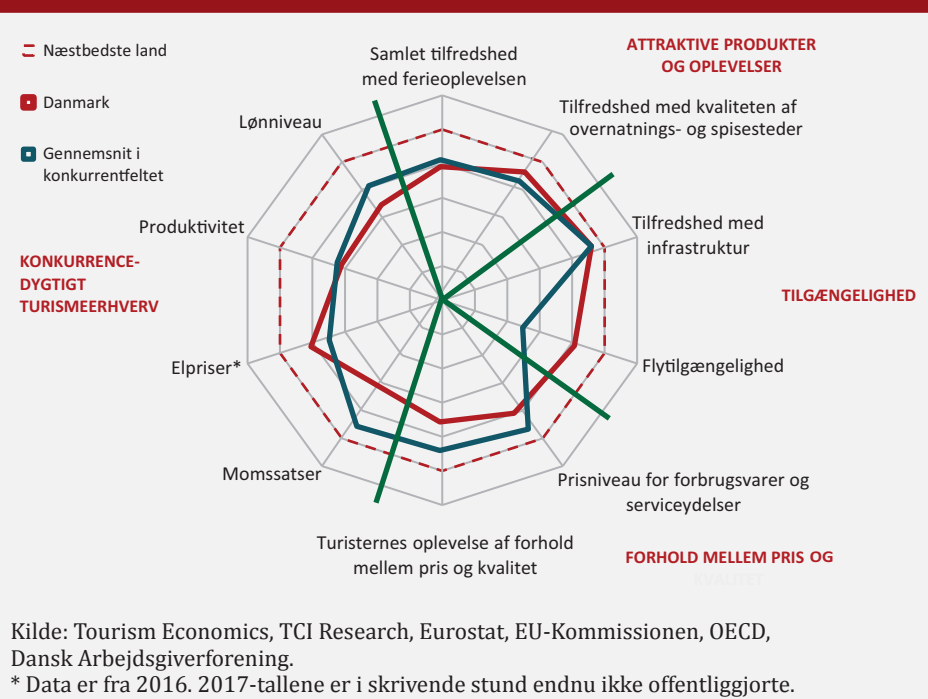 Næstbedste land
Danmark
Gennemsnit i
konkurrentfeltet
Samlet tilfredshed
med ferieoplevelsen
ATTRAKTIVE PRODUKTER
OG OPLEVELSER
Tilfredshed med kvaliteten af
overnatnings- og spisesteder
Lønniveau
Tilfredshed med
infrastruktur
Produktivitet
KONKURRENCE-
DYGTIGT
TURISMEERHVERV
TILGÆNGELIGHED
Elpriser*
Flytilgængelighed
Momssatser
Prisniveau for forbrugsvarer og
serviceydelser
Turisternes oplevelse af forhold
mellem pris og kvalitet
FORHOLD MELLEM PRIS OG
KVALITET
Kilde: Tourism Economics, TCI Research, Eurostat, EU-Kommissionen, OECD,
Dansk Arbejdsgiverforening.
* Data er fra 2016. 2017-tallene er i skrivende stund endnu ikke offentliggjorte.